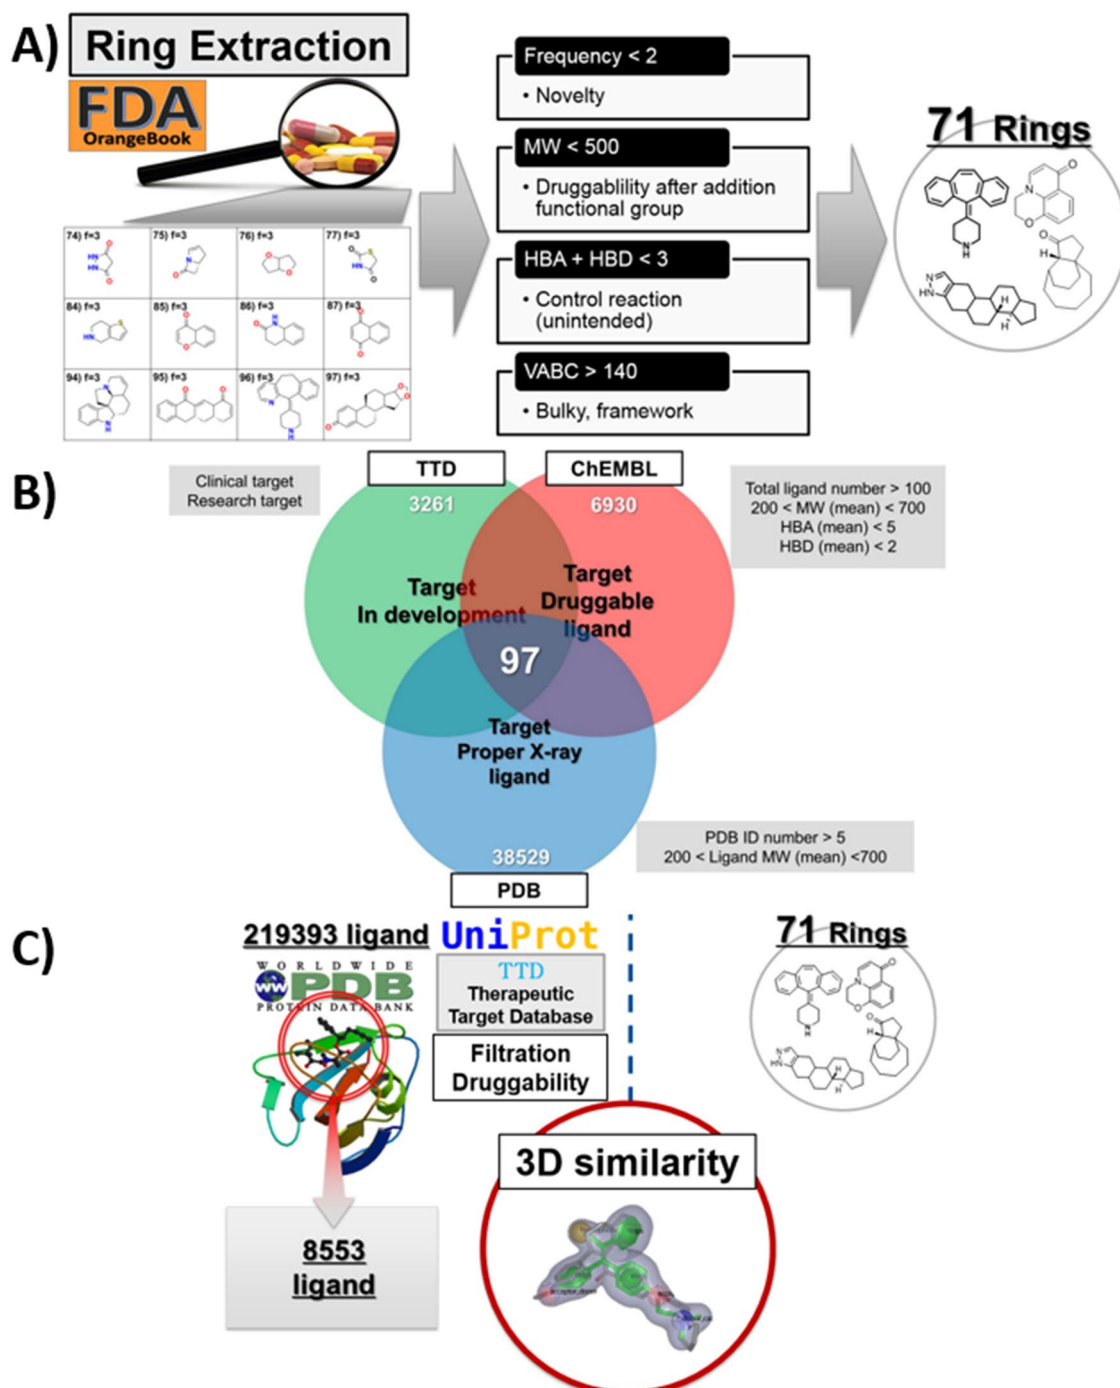 A)
Ring Extraction
FDA
OrangeBook
74) f=3
75) f=3
76) f=3
77) f=3
84) f=3
85) f=3
86) f=3
87) f=3
94) f=3
95) f=3
96) f=3
97) f=3
Frequency < 2
• Novelty
MW < 500
• Druggablility after addition
functional group
HBA + HBD < 3
• Control reaction
(unintended)
VABC > 140
• Bulky, framework
71 Rings
B)
Clinical target
Research target
TTD
3261
ChEMBL
6930
Total ligand number > 100
200 < MW (mean) < 700
HBA (mean) < 5
HBD (mean) < 2
Target
In development
Target
Druggable
ligand
97
Target
Proper X-ray
ligand
38529
PDB
PDB ID number > 5
200 < Ligand MW (mean) <700
C)
219393 ligand
WORLDWIDE
ww PDB
PROTEIN DATA BANK
UniProt
TTD
Therapeutic
Target Database
Filtration
Druggability
8553
ligand
71 Rings
3D similarity